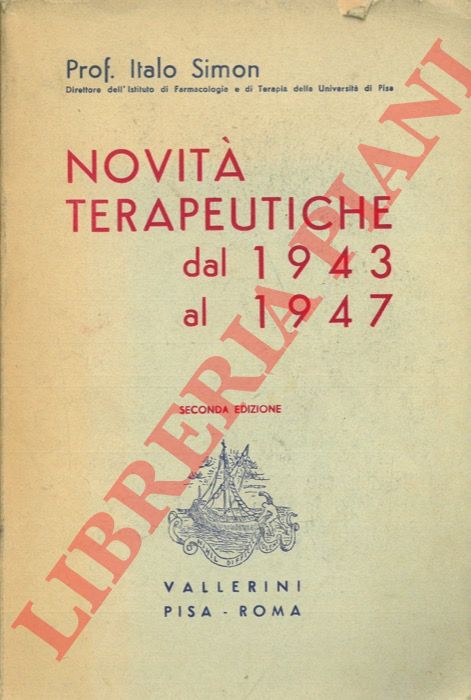 Prof. Italo Simon
Direttore dell'Istituto di Farmacologia e di Terapia della Università di Pisa
NOVITÀ
TERAPEUTICHE
dal 1943
al 1947
SECONDA EDIZIONE
VALLERINI
PISA - ROMA
LIBRERIA PIANI